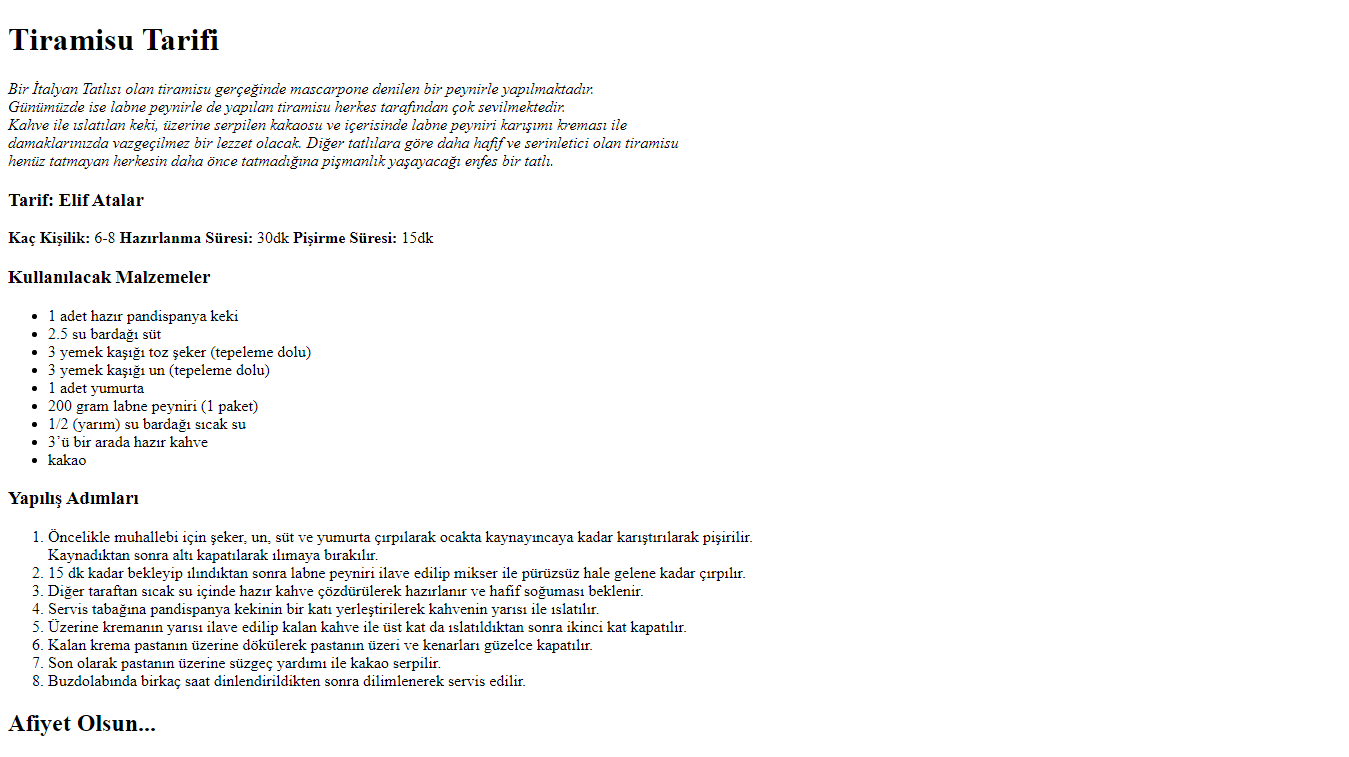 Tiramisu Tarifi
Bir İtalyan Tatlısı olan tiramisu gerçeğinde mascarpone denilen bir peynirle yapılmaktadır.
Günümüzde ise labne peynirle de yapılan tiramisu herkes tarafından çok sevilmektedir.
Kahve ile ıslatılan keki, üzerine serpilen kakaosu ve içerisinde labne peyniri karışımı kreması ile
damaklarınızda vazgeçilmez bir lezzet olacak. Diğer tatlılara göre daha hafif ve serinletici olan tiramisu
henüz tatmayan herkesin daha önce tatmadığına pişmanlık yaşayacağı enfes bir tatlı.
Tarif: Elif Atalar
Kaç Kişilik: 6-8 Hazırlanma Süresi: 30dk Pişirme Süresi: 15dk
Kullanılacak Malzemeler
• 1 adet hazır pandispanya keki
• 2.5 su bardağı süt
• 3 yemek kaşığı toz şeker (tepeleme dolu)
• 3 yemek kaşığı un (tepeleme dolu)
• 1 adet yumurta
• 200 gram labne peyniri (1 paket)
• 1/2 (yarım) su bardağı sıcak su
• 3’ü bir arada hazır kahve
• kakao
Yapılış Adımları
1. Öncelikle muhallebi için şeker, un, süt ve yumurta çırpılarak ocakta kaynayıncaya kadar karıştırılarak pişirilir.
Kaynadıktan sonra altı kapatılarak ılımaya bırakılır.
2. 15 dk kadar bekleyip ılındıktan sonra labne peyniri ilave edilip mikser ile pürüzsüz hale gelene kadar çırpılır.
3. Diğer taraftan sıcak su içinde hazır kahve çözdürülerek hazırlanır ve hafif soğuması beklenir.
4. Servis tabağına pandispanya kekinin bir katı yerleştirilerek kahvenin yarısı ile ıslatılır.
5. Üzerine kremanın yarısı ilave edilip kalan kahve ile üst kat da ıslatıldıktan sonra ikinci kat kapatılır.
6. Kalan krema pastanın üzerine dökülerek pastanın üzeri ve kenarları güzelce kapatılır.
7. Son olarak pastanın üzerine süzgeç yardımı ile kakao serpilir.
8. Buzdolabında birkaç saat dinlendirildikten sonra dilimlenerek servis edilir.
Afiyet Olsun...